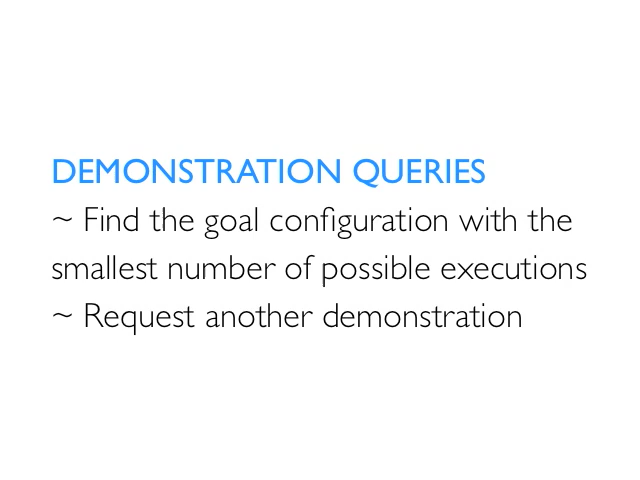 DEMONSTRATION QUERIES
~ Find the goal configuration with the
smallest number of possible executions
~ Request another demonstration